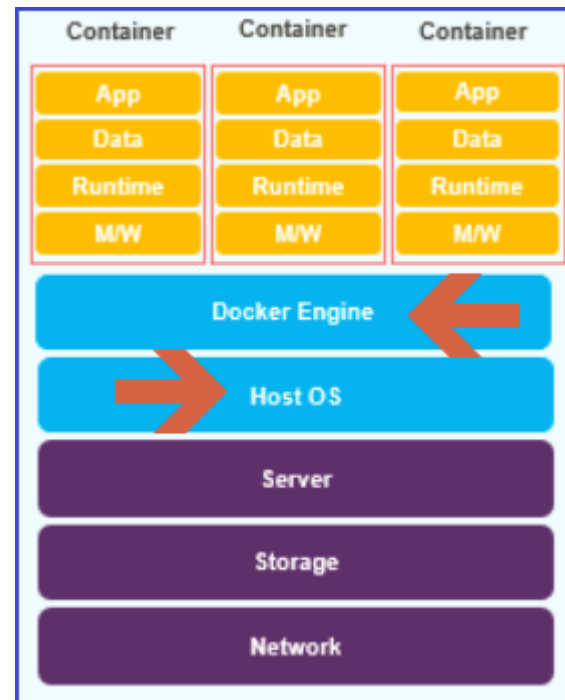 Container Container Container
App App App
Data Data Data
Runtime Runtime Runtime
M/W M/W M/W
Docker Engine
Host OS
Server
Storage
Network